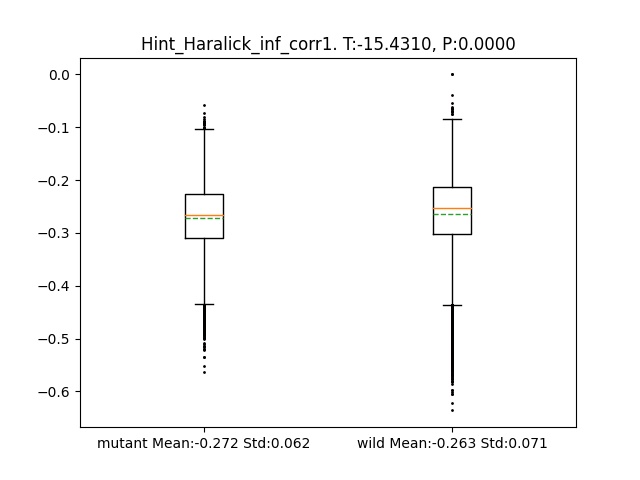 Hint_Haralick_inf_corr1. T:-15.4310, P:0.0000
0.0
−0.1
−0.2
−0.3
−0.4
−0.5
−0.6
mutant Mean:-0.272 Std:0.062
wild Mean:-0.263 Std:0.071